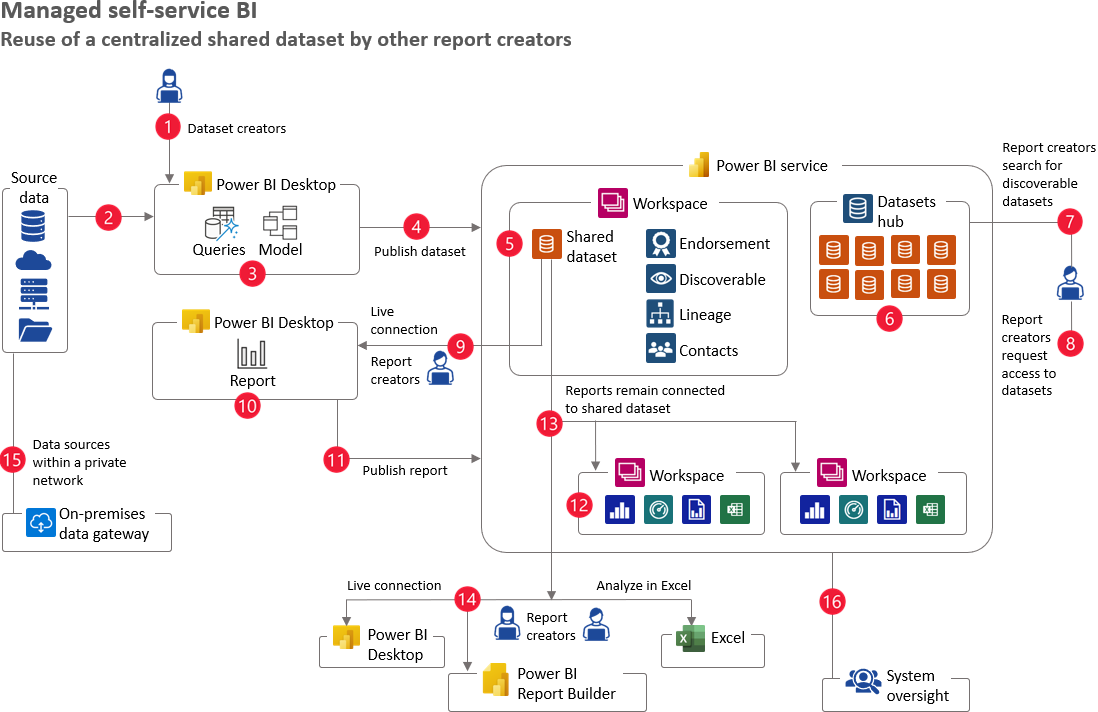 Managed self-service BI
Reuse of a centralized shared dataset by other report creators
1
Dataset creators
Source
data
Power BI Desktop
Queries
Model
2
3
4
Publish dataset
Power BI service
Workspace
5
Shared
dataset
Endorsement
Discoverable
Lineage
Contacts
Datasets
hub
6
Report creators
search for
discoverable
datasets
7
Report
creators
request
access to
datasets
8
Live
connection
9
Report
creators
Power BI Desktop
Report
10
11
Publish report
Reports remain connected
to shared dataset
13
12
Workspace
Workspace
15
Data sources
within a private
network
On-premises
data gateway
Live connection
14
Analyze in Excel
Report
creators
Power BI
Desktop
Power BI
Report Builder
X
Excel
16
System
oversight